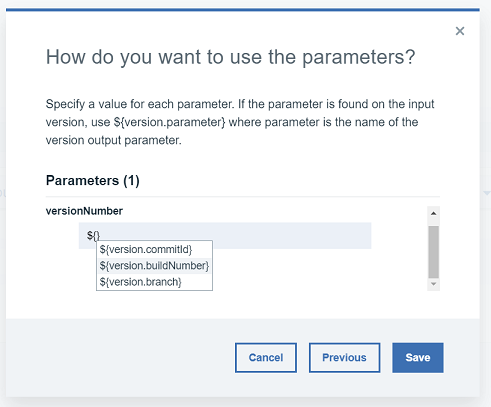 How do you want to use the parameters?
Specify a value for each parameter. If the parameter is found on the input
version, use ${version.parameter} where parameter is the name of the
version output parameter.
Parameters (1)
versionNumber
${}
${version.commitId}
${version.buildNumber}
${version.branch}
Cancel
Previous
Save